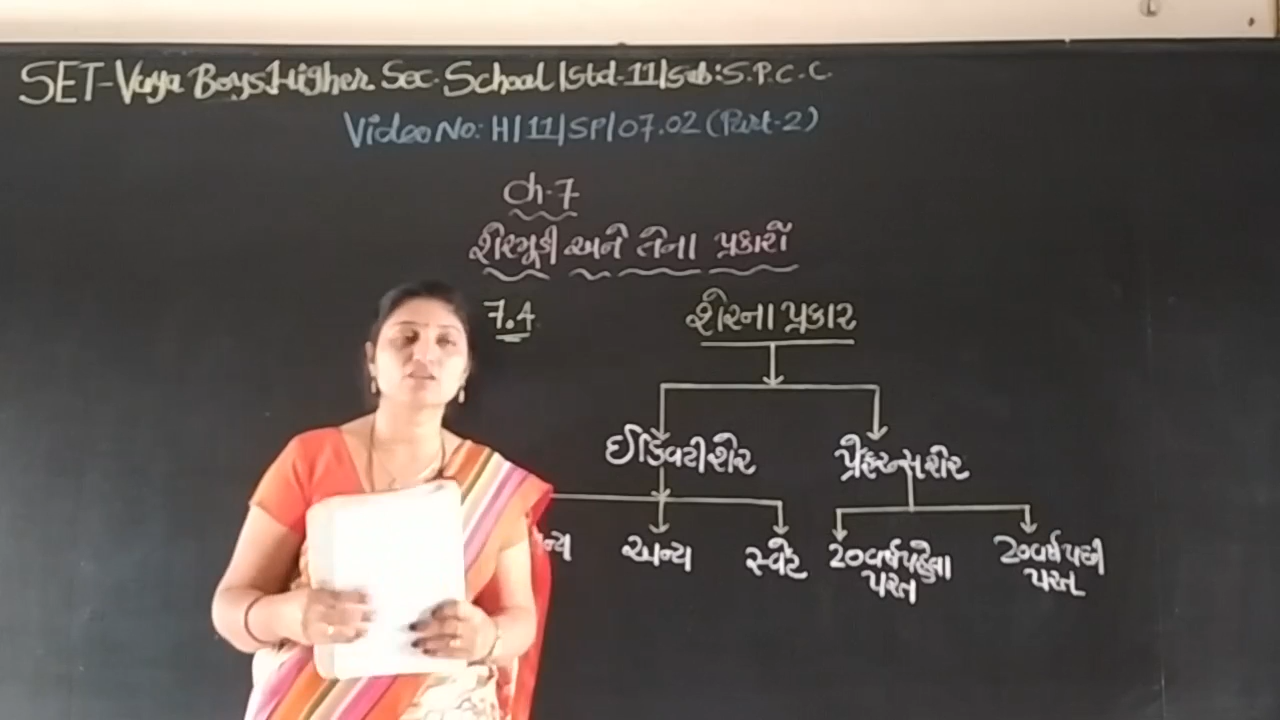 SET-Vidya Boys Higher Sec. School | Std-11 | Sub: S.P.C.C
Video No: H/11/SP/07.02 (Part-2)
Ch-7
શેરમૂડી અને તેના પ્રકારો
7.4 શેરના પ્રકાર
ઈક્વિટી શેર પ્રેફરન્સ શેર
અન્ય સ્વેટ 20 વર્ષ પહેલા 20 વર્ષ પછી
પરત પરત